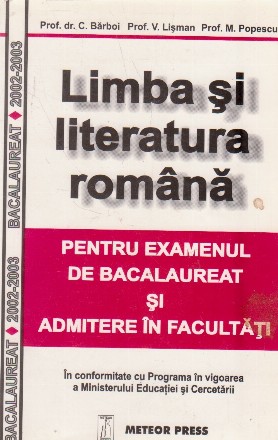 Prof. dr. C. Bărboi Prof. V. Lişman Prof. M. Popescu
Limba şi
literatura
română
PENTRU EXAMENUL
DE BACALAUREAT
ŞI
ADMITERE ÎN FACULTĂŢI
În conformitate cu Programa în vigoarea
a Ministerului Educaţiei şi Cercetării
METEOR PRESS
BACALAUREAT ♦ 2002-2003
BACALAUREAT ♦ 2002-2003